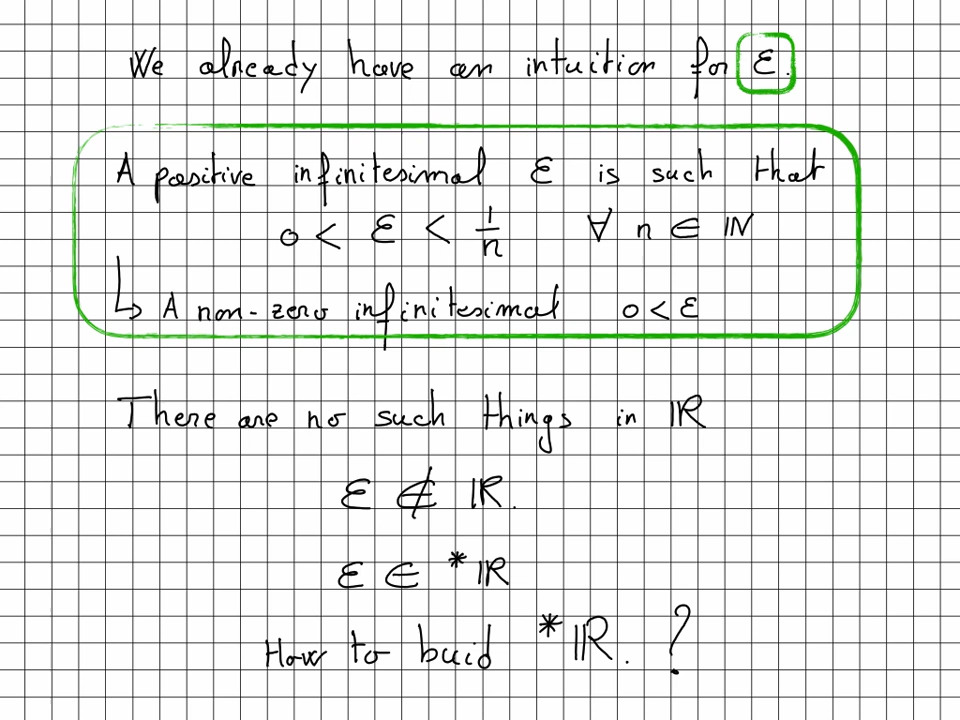 We already have an intuition for ε.
A positive infinitesimal ε is such that
0 < ε < 1/n ∀ n ∈ ℕ
↳ A non-zero infinitesimal 0 < ε
There are no such things in ℝ
ε ∉ ℝ.
ε ∈ *ℝ
How to buid *ℝ. ?